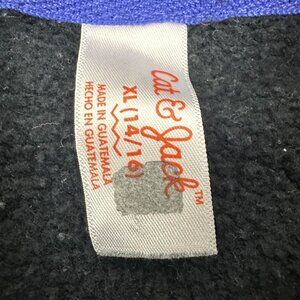 Cat & Jack™
XL (14/16)
MADE IN GUATEMALA
HECHO EN GUATEMALA